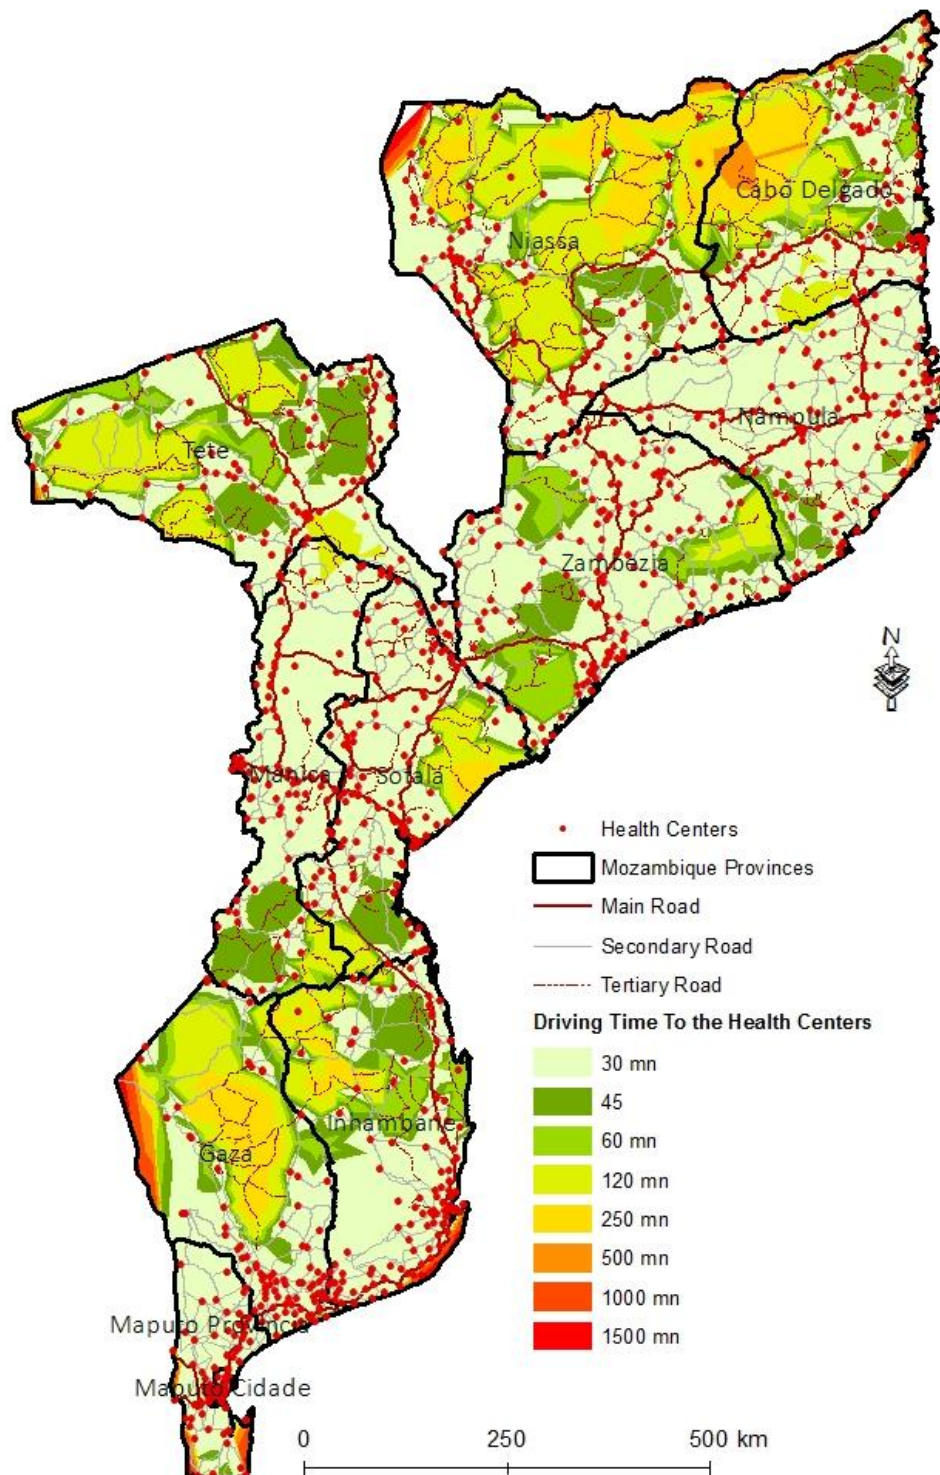 Cabo Delgado
Niassa
Nampula
Tete
Zambezia
N
Manica
Sofala
Health Centers
Mozambique Provinces
Main Road
Secondary Road
Tertiary Road
Driving Time To the Health Centers
30 mn
45
60 mn
120 mn
250 mn
500 mn
1000 mn
1500 mn
Inhambane
Gaza
Maputo Provincia
Maputo Cidade
0 250 500 km